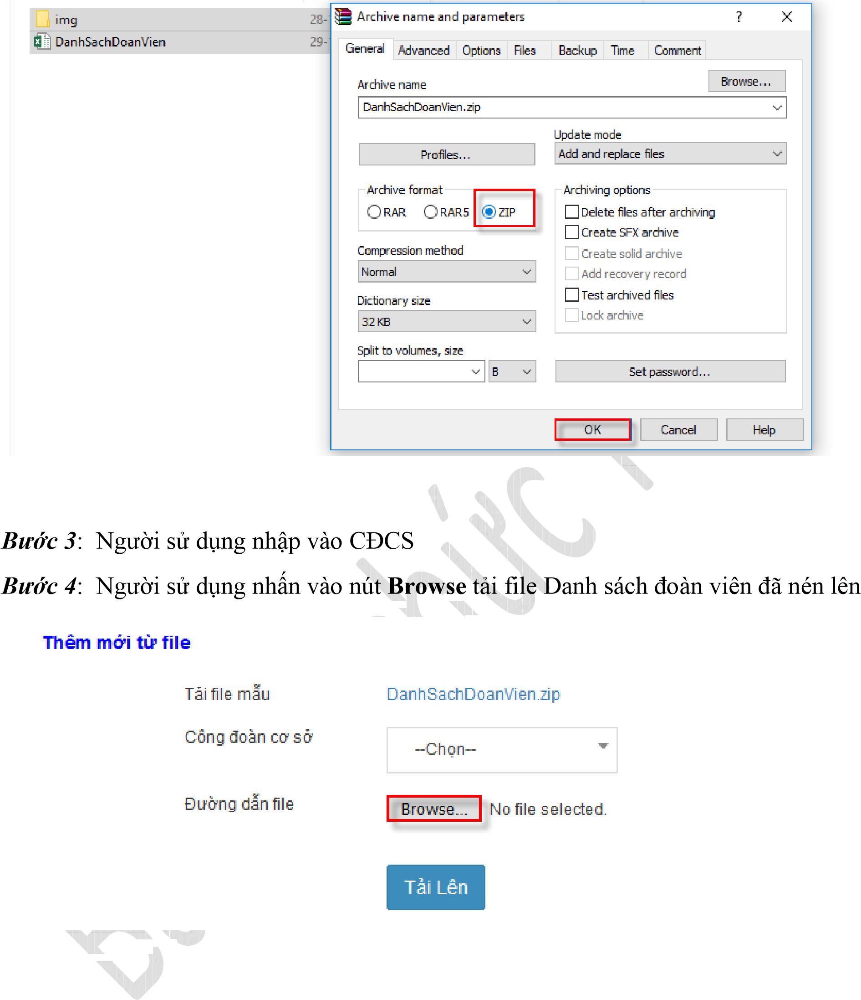 img 28-
DanhSachDoanVien 29-
Archive name and parameters ?
General Advanced Options Files Backup Time Comment
Archive name
Browse...
DanhSachDoanVien.zip
Update mode
Profiles...
Add and replace files
Archive format
RAR RAR5 ZIP
Archiving options
Delete files after archiving
Create SFX archive
Create solid archive
Add recovery record
Test archived files
Lock archive
Compression method
Normal
Dictionary size
32 KB
Split to volumes, size
B
Set password...
OK Cancel Help
Bước 3: Người sử dụng nhập vào CĐCS
Bước 4: Người sử dụng nhấn vào nút Browse tải file Danh sách đoàn viên đã nén lên
Thêm mới từ file
Tải file mẫu DanhSachDoanVien.zip
Công đoàn cơ sở --Chọn--
Đường dẫn file Browse... No file selected.
Tải Lên